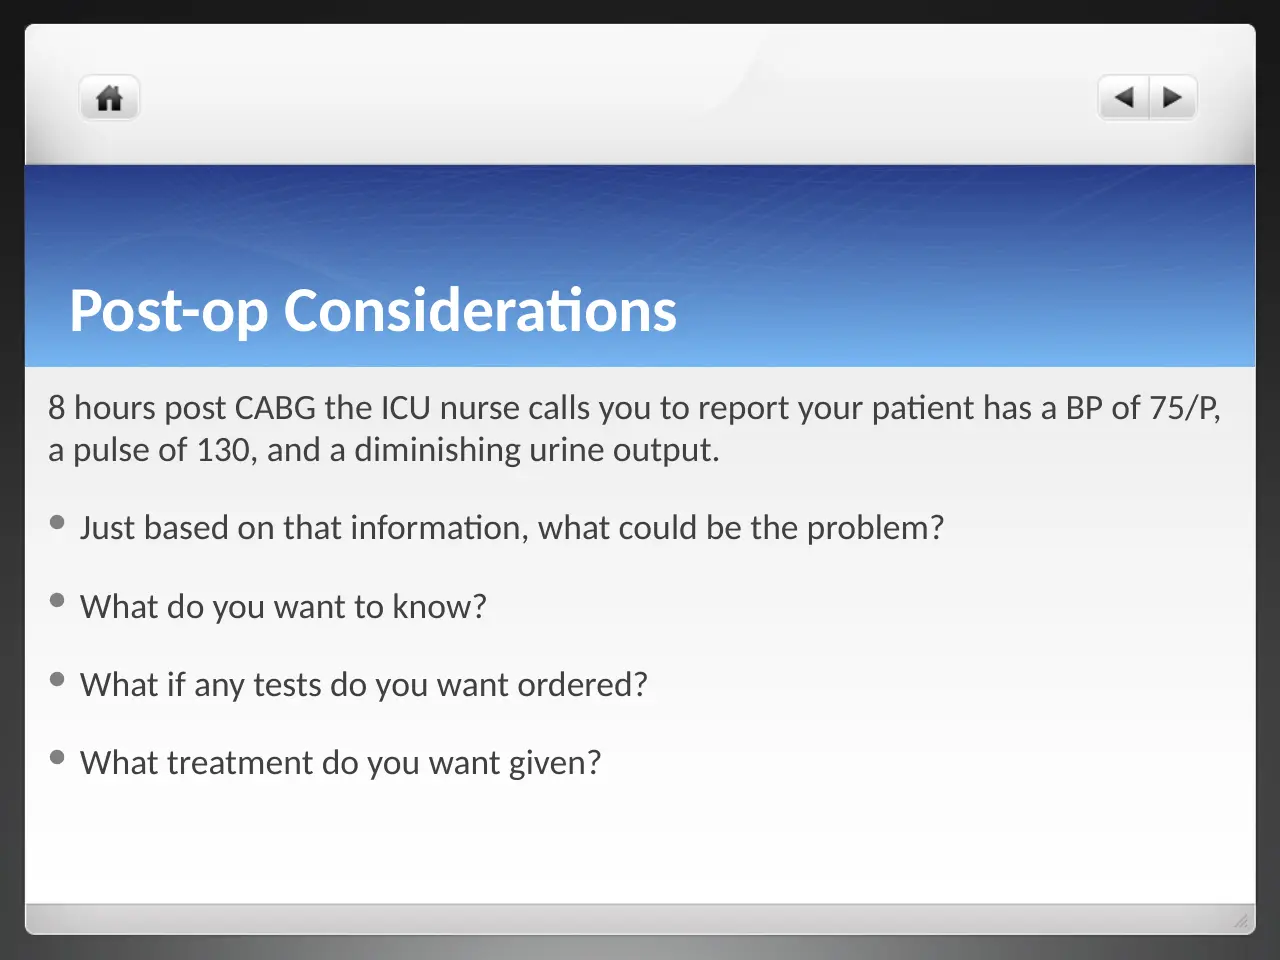 Post-op Considerations
8 hours post CABG the ICU nurse calls you to report your patient has a BP of 75/P,
a pulse of 130, and a diminishing urine output.
• Just based on that information, what could be the problem?
• What do you want to know?
• What if any tests do you want ordered?
• What treatment do you want given?